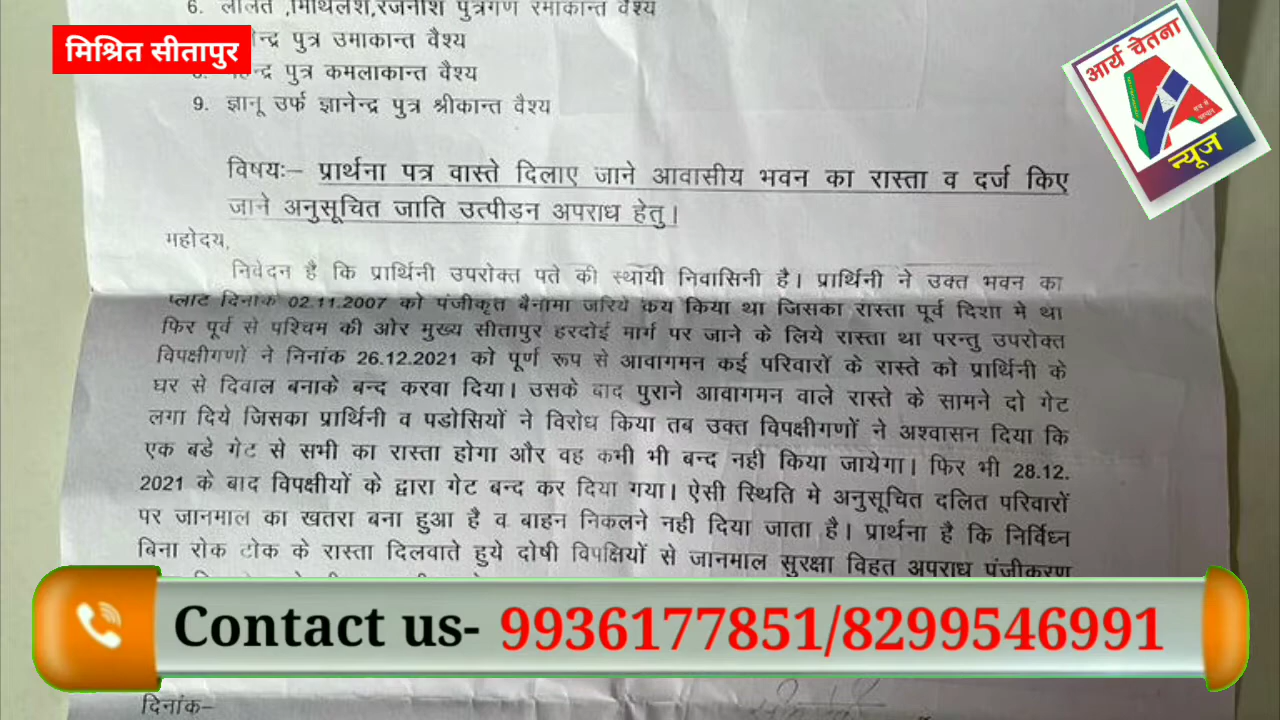 6. ललित ,मिथिलेश,रजनीश पुत्रगण रमाकान्त वैश्य
मिश्रित सीतापुर
न्द्र पुत्र उमाकान्त वैश्य
पुत्र कमलाकान्त वैश्य
9. ज्ञानू उर्फ ज्ञानेन्द्र पुत्र श्रीकान्त वैश्य
आर्य चेतना
न्यूज
विषयः– प्रार्थना पत्र वास्ते दिलाए जाने आवासीय भवन का रास्ता व दर्ज किए
जाने अनुसूचित जाति उत्पीड़न अपराध हेतु।
महोदय,
निवेदन है कि प्रार्थिनी उपरोक्त पते की स्थायी निवासिनी है। प्रार्थिनी ने उक्त भवन का
प्लाट दिनांक 02.11.2007 को पंजीकृत बैनामा जरिये कय किया था जिसका रास्ता पूर्व दिशा मे था
फिर पूर्व से पश्चिम की ओर मुख्य सीतापुर हरदोई मार्ग पर जाने के लिये रास्ता था परन्तु उपरोक्त
विपक्षीगणों ने निनांक 26.12.2021 को पूर्ण रूप से आवागमन कई परिवारों के रास्ते को प्रार्थिनी के
घर से दिवाल बनाके बन्द करवा दिया। उसके बाद पुराने आवागमन वाले रास्ते के सामने दो गेट
लगा दिये जिसका प्रार्थिनी व पडोसियों ने विरोध किया तब उक्त विपक्षीगणों ने अश्वासन दिया कि
एक बडे गेट से सभी का रास्ता होगा और वह कभी भी बन्द नही किया जायेगा। फिर भी 28.12.
2021 के बाद विपक्षीयों के द्वारा गेट बन्द कर दिया गया। ऐसी स्थिति मे अनुसूचित दलित परिवारों
पर जानमाल का खतरा बना हुआ है व बाहन निकलने नही दिया जाता है। प्रार्थना है कि निर्विध्न
बिना रोक टोक के रास्ता दिलवाते हुये दोषी विपक्षियों से जानमाल सुरक्षा विहत अपराध पंजीकरण
Contact us- 9936177851/8299546991
दिनांक–